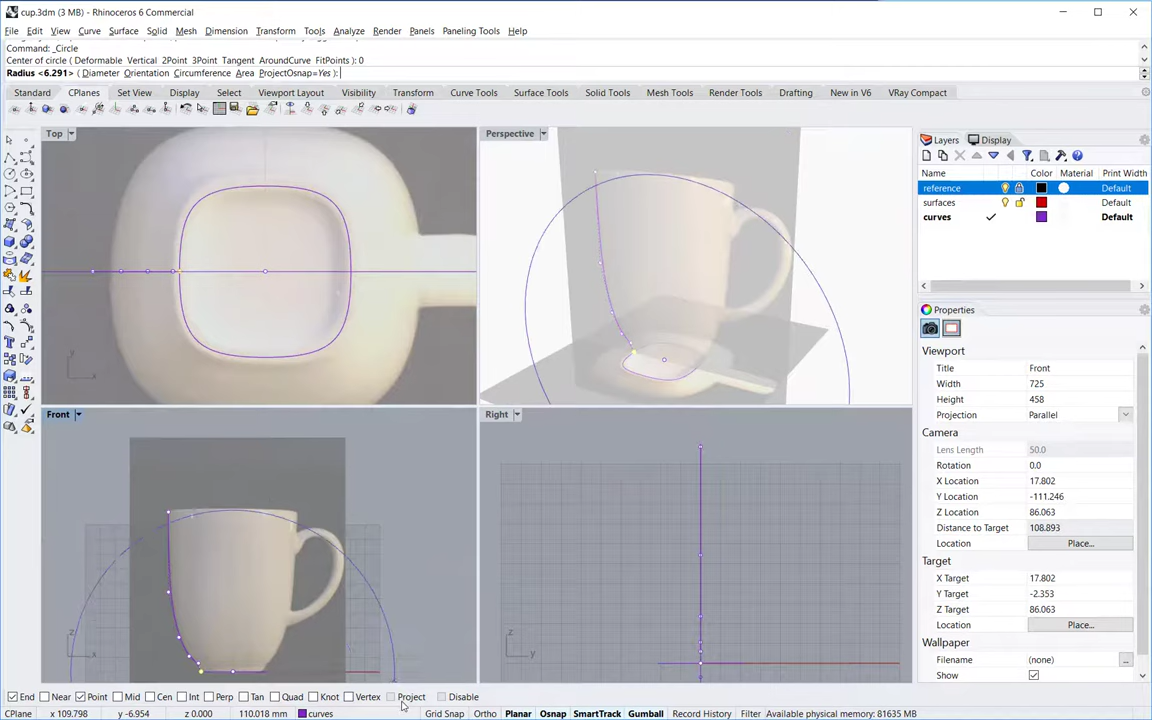 cup.3dm (3 MB) - Rhinoceros 6 Commercial
File Edit View Curve Surface Solid Mesh Dimension Transform Tools Analyze Render Panels Paneling Tools Help
Command: _Circle
Center of circle ( Deformable Vertical 2Point 3Point Tangent AroundCurve FitPoints ): 0
Radius <6.291> ( Diameter Orientation Circumference Area ProjectOsnap=Yes ):
Standard CPlanes Set View Display Select Viewport Layout Visibility Transform Curve Tools Surface Tools Solid Tools Mesh Tools Render Tools Drafting New in V6 VRay Compact
Top
Perspective
Layers Display
Name Color Material Print Width
reference Default
surfaces Default
curves Default
y x
Front
Right
z x
z y
Properties
Viewport
Title Front
Width 725
Height 458
Projection Parallel
Camera
Lens Length 50.0
Rotation 0.0
X Location 17.802
Y Location -111.246
Z Location 86.063
Distance to Target 108.893
Location Place...
Target
X Target 17.802
Y Target -2.353
Z Target 86.063
Location Place...
Wallpaper
Filename (none) ...
Show
End Near Point Mid Cen Int Perp Tan Quad Knot Vertex Project Disable
CPlane x 109.798 y -6.954 z 0.000 110.018 mm curves Grid Snap Ortho Planar Osnap SmartTrack Gumball Record History Filter Available physical memory: 81635 MB